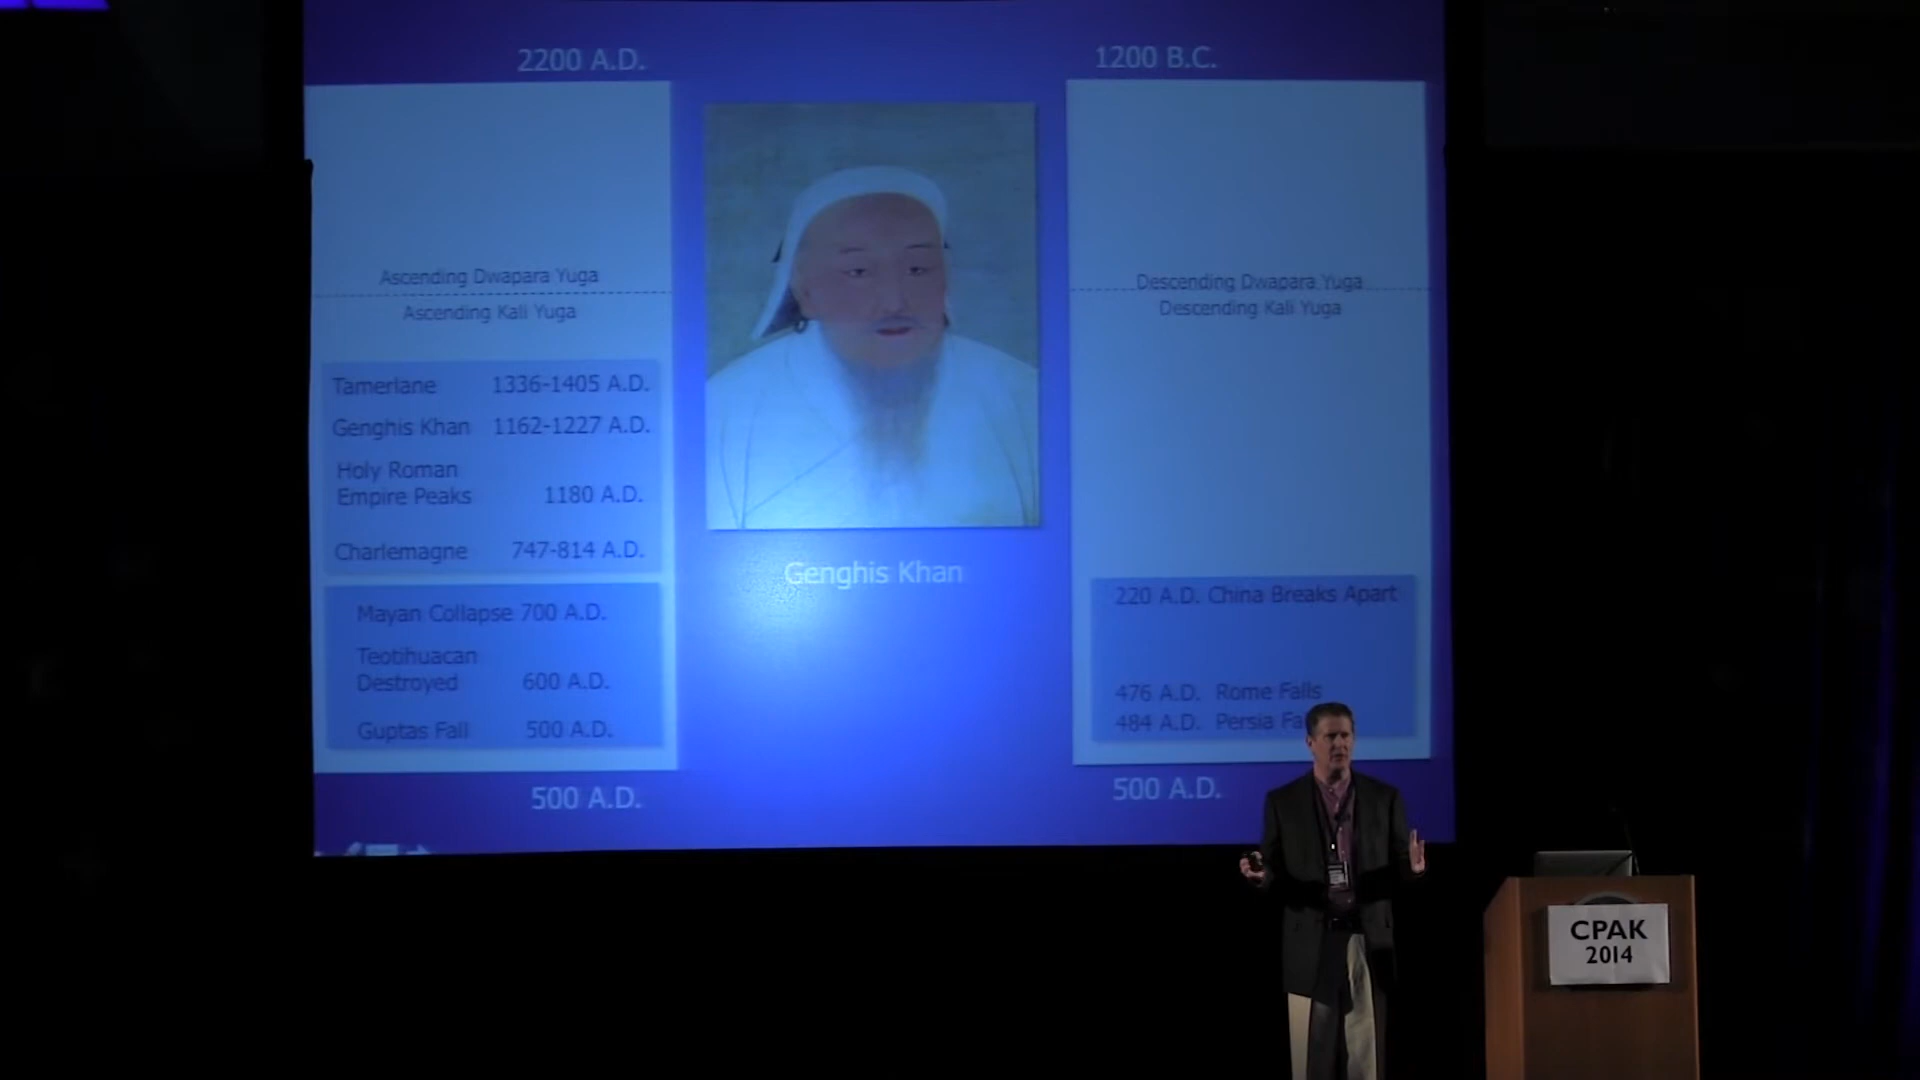 2200 A.D.
1200 B.C.
Ascending Dwapara Yuga
Ascending Kali Yuga
Tamerlane 1336-1405 A.D.
Genghis Khan 1162-1227 A.D.
Holy Roman
Empire Peaks 1180 A.D.
Charlemagne 747-814 A.D.
Mayan Collapse 700 A.D.
Teotihuacan
Destroyed 600 A.D.
Guptas Fall 500 A.D.
500 A.D.
Genghis Khan
Descending Dwapara Yuga
Descending Kali Yuga
220 A.D. China Breaks Apart
476 A.D. Rome Falls
484 A.D. Persia
500 A.D.
CPAK
2014